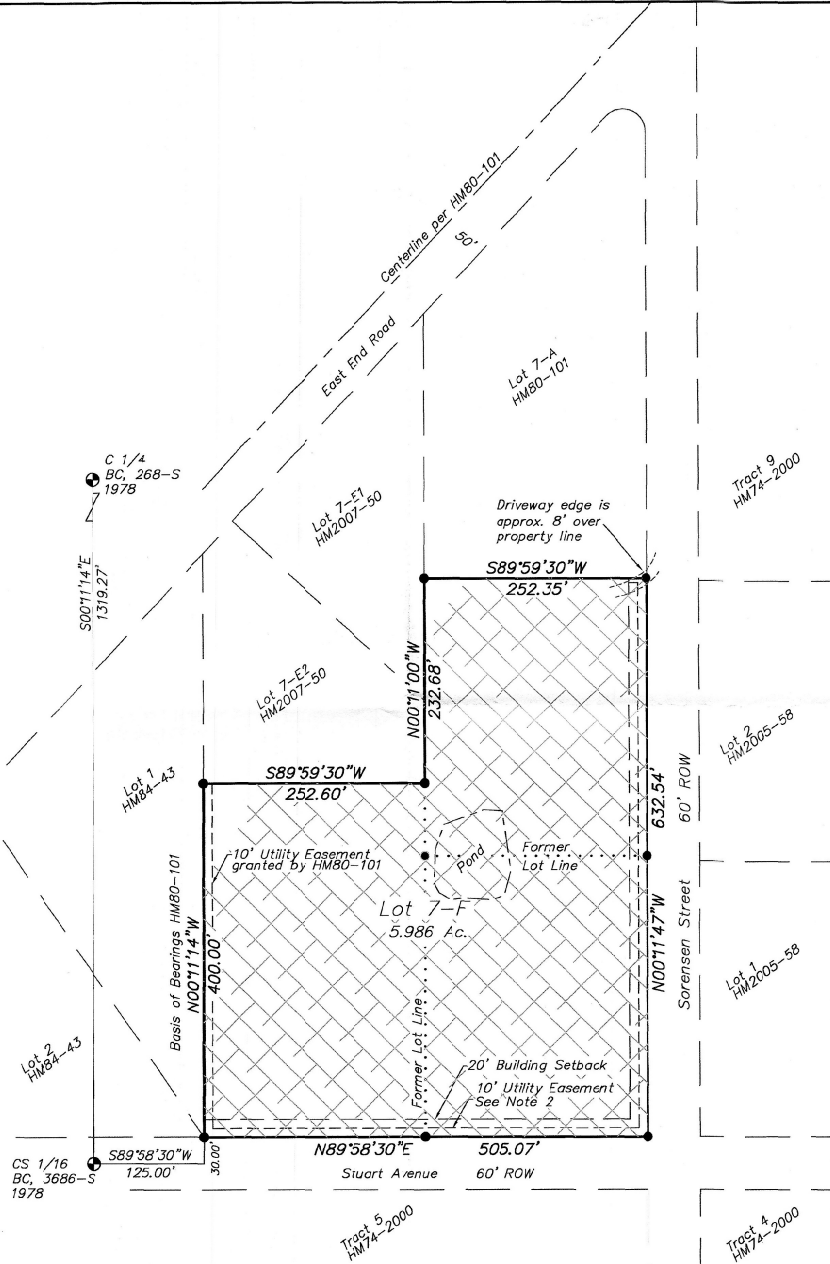 Centerline per HM80-101
50'
East End Road
Lot 7-A
HM80-101
C 1/4
BC, 268-S
1978
Tract 9
HM74-2000
Lot 7-E1
HM2007-50
Driveway edge is
approx. 8' over
property line
S89°59'30"W
252.35'
S00°11'14"E
1319.27'
N00°11'00"W
232.68'
Lot 7-E2
HM2007-50
Lot 2
HM2005-58
Lot 1
HM84-43
S89°59'30"W
252.60'
632.54'
60' ROW
10' Utility Easement
granted by HM80-101
Pond
Former
Lot Line
Basis of Bearings HM80-101
N00°11'14"W
400.00'
Lot 7-F
5.986 Ac.
N00°11'47"W
Sorensen Street
Lot 1
HM2005-58
Former Lot Line
Lot 2
HM84-43
20' Building Setback
10' Utility Easement
See Note 2
CS 1/16
BC, 3686-S
1978
S89°58'30"W
125.00'
30.00'
N89°58'30"E
505.07'
Stuart Avenue
60' ROW
Tract 5
HM74-2000
Tract 4
HM74-2000